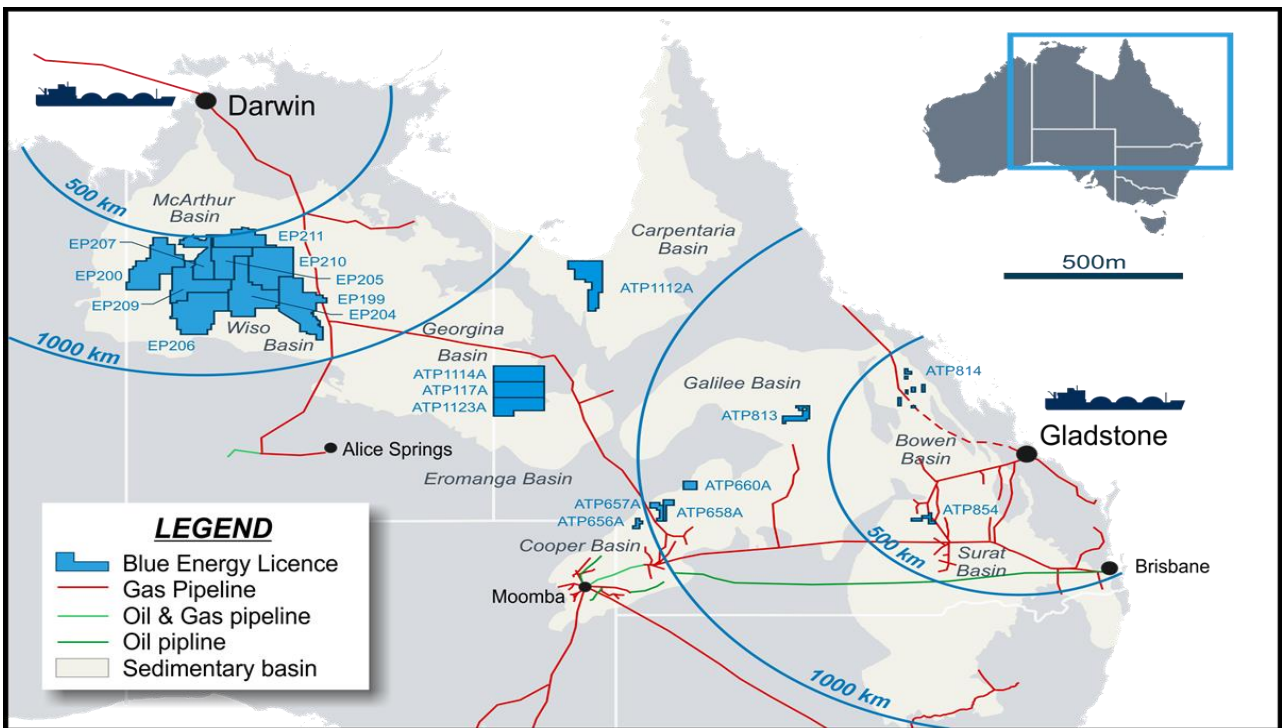 Darwin
500 km
McArthur
Basin
EP207
EP211
EP200
EP210
EP205
EP209
EP199
EP204
EP206
Wiso
Basin
1000 km
Carpentaria
Basin
ATP1112A
500m
Georgina
Basin
ATP1114A
ATP117A
ATP1123A
Galilee Basin
ATP813
ATP814
Gladstone
Bowen
Basin
Alice Springs
Eromanga Basin
ATP660A
ATP657A
ATP658A
ATP656A
ATP854
Cooper Basin
500 km
Surat
Basin
Brisbane
Moomba
1000 km
LEGEND
Blue Energy Licence
Gas Pipeline
Oil & Gas pipeline
Oil pipline
Sedimentary basin